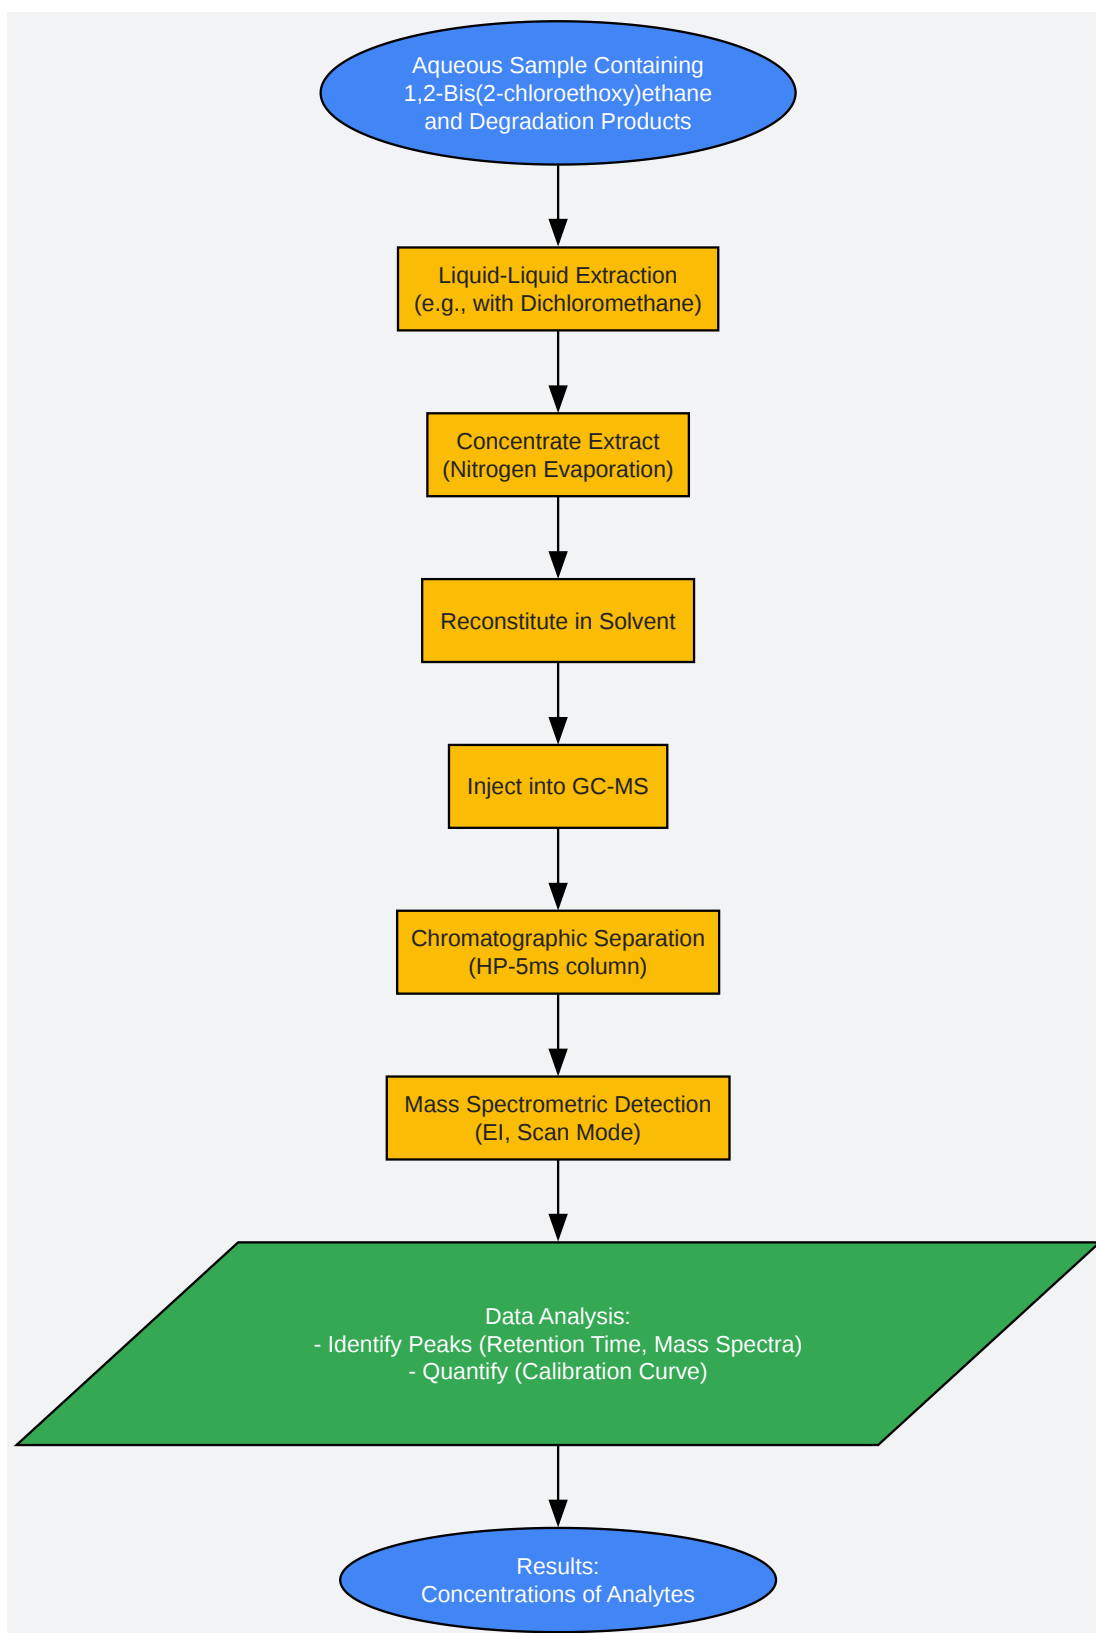 Aqueous Sample Containing
1,2-Bis(2-chloroethoxy)ethane
and Degradation Products
Liquid-Liquid Extraction
(e.g., with Dichloromethane)
Concentrate Extract
(Nitrogen Evaporation)
Reconstitute in Solvent
Inject into GC-MS
Chromatographic Separation
(HP-5ms column)
Mass Spectrometric Detection
(EI, Scan Mode)
Data Analysis:
- Identify Peaks (Retention Time, Mass Spectra)
- Quantify (Calibration Curve)
Results:
Concentrations of Analytes